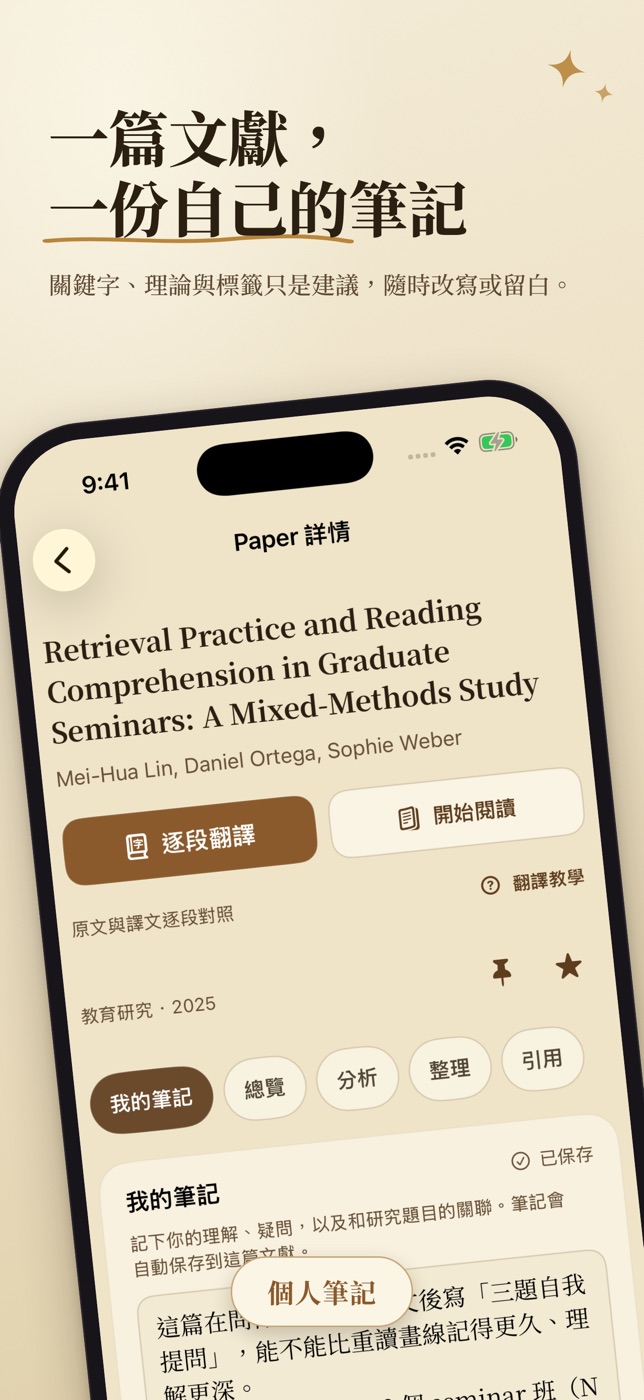 一篇文獻，
一份自己的筆記
關鍵字、理論與標籤只是建議，隨時改寫或留白。
9:41
Paper 詳情
Retrieval Practice and Reading
Comprehension in Graduate
Seminars: A Mixed-Methods Study
Mei-Hua Lin, Daniel Ortega, Sophie Weber
字 逐段翻譯
開始閱讀
原文與譯文逐段對照
翻譯教學
教育研究 · 2025
我的筆記
總覽
分析
整理
引用
我的筆記
已保存
記下你的理解、疑問，以及和研究題目的關聯。筆記會
自動保存到這篇文獻。
個人筆記
這篇在問 後寫「三題自我
提問」，能不能比重讀畫線記得更久、理
解更深。
個 seminar 班（N